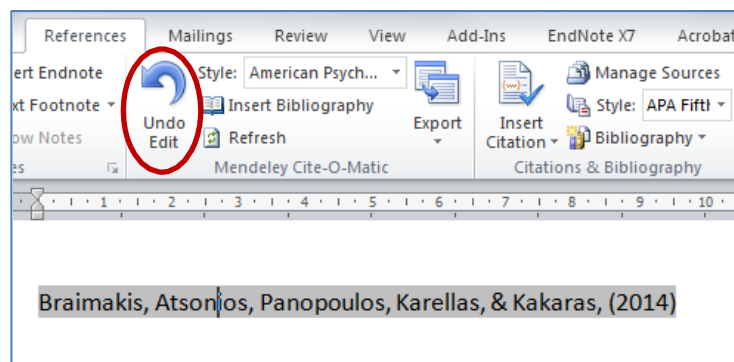 References Mailings Review View Add-Ins EndNote X7 Acrobat
ert Endnote Style: American Psych... Manage Sources
xt Footnote Insert Bibliography Style: APA Fifth
ow Notes Undo Edit Refresh Export Insert Citation Bibliography
es Mendeley Cite-O-Matic Citations & Bibliography
1 2 3 4 5 6 7 8 9 10
Braimakis, Atsonios, Panopoulos, Karellas, & Kakaras, (2014)